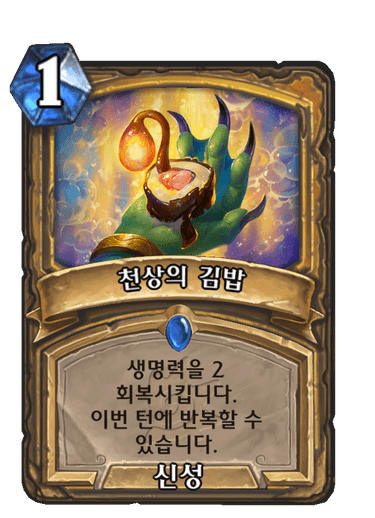 1
천상의 김밥
생명력을 2
회복시킵니다.
이번 턴에 반복할 수
있습니다.
신성